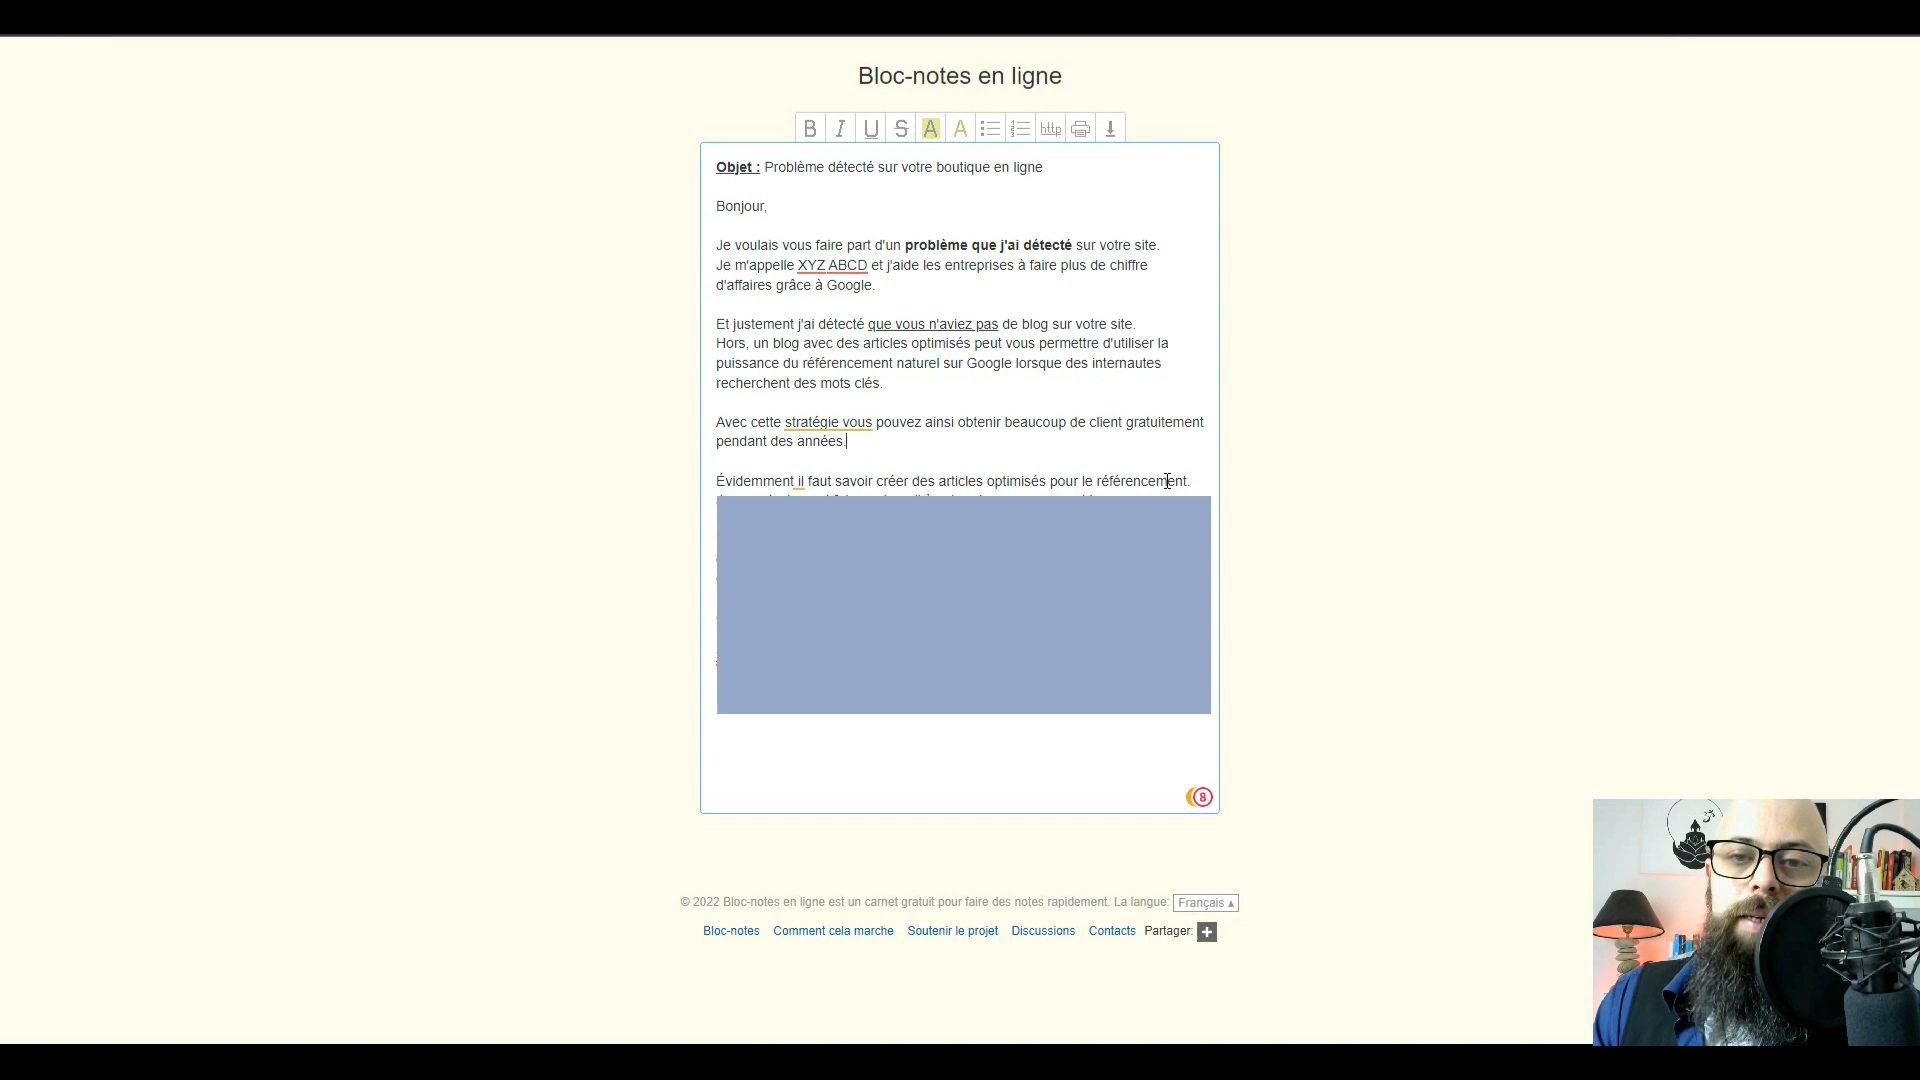 Bloc-notes en ligne
B I U S A A http
Objet : Problème détecté sur votre boutique en ligne
Bonjour,
Je voulais vous faire part d'un problème que j'ai détecté sur votre site.
Je m'appelle XYZ ABCD et j'aide les entreprises à faire plus de chiffre
d'affaires grâce à Google.
Et justement j'ai détecté que vous n'aviez pas de blog sur votre site.
Hors, un blog avec des articles optimisés peut vous permettre d'utiliser la
puissance du référencement naturel sur Google lorsque des internautes
recherchent des mots clés.
Avec cette stratégie vous pouvez ainsi obtenir beaucoup de client gratuitement
pendant des années.
Évidemment il faut savoir créer des articles optimisés pour le référencement.
8
© 2022 Bloc-notes en ligne est un carnet gratuit pour faire des notes rapidement. La langue: Français ▴
Bloc-notes Comment cela marche Soutenir le projet Discussions Contacts Partager: +